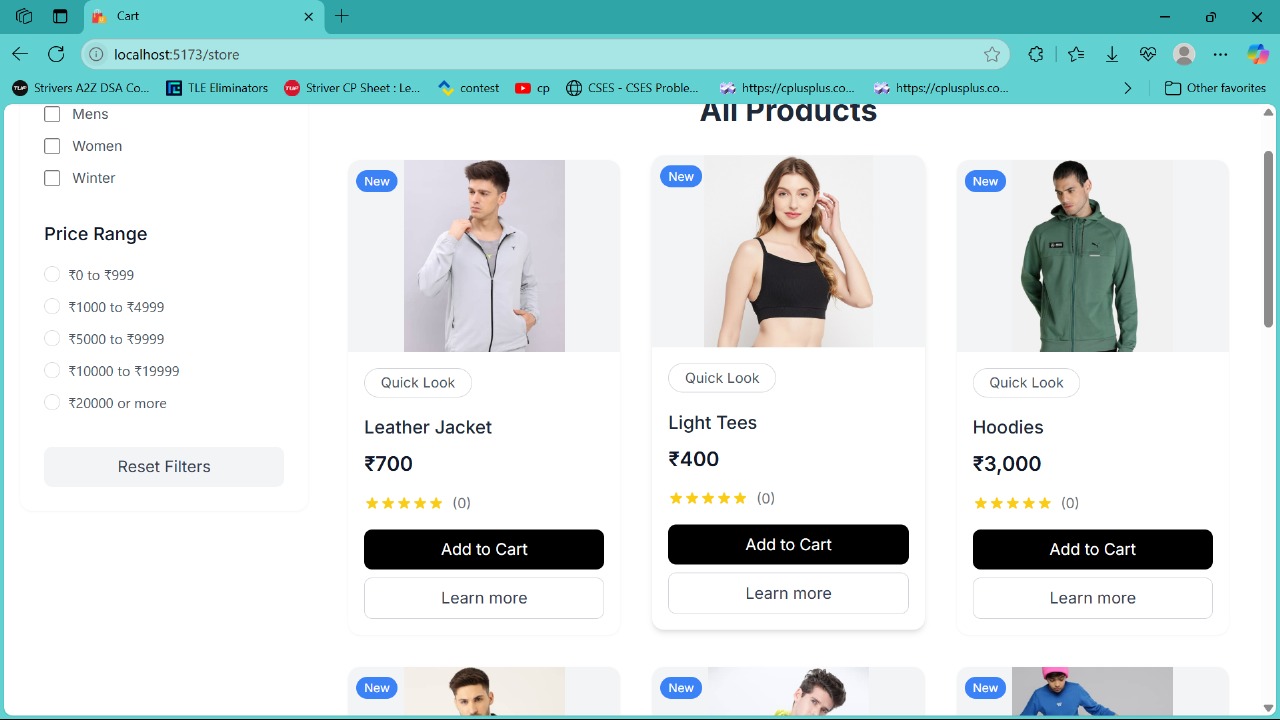 Cart
localhost:5173/store
Strivers A2Z DSA Co...
TLE Eliminators
Striver CP Sheet : Le...
contest
cp
CSES - CSES Proble...
https://cplusplus.co...
https://cplusplus.co...
Other favorites
Mens
Women
Winter
Price Range
₹0 to ₹999
₹1000 to ₹4999
₹5000 to ₹9999
₹10000 to ₹19999
₹20000 or more
Reset Filters
All Products
New
Quick Look
Leather Jacket
₹700
(0)
Add to Cart
Learn more
New
Quick Look
Light Tees
₹400
(0)
Add to Cart
Learn more
New
Quick Look
Hoodies
₹3,000
(0)
Add to Cart
Learn more
New
New
New